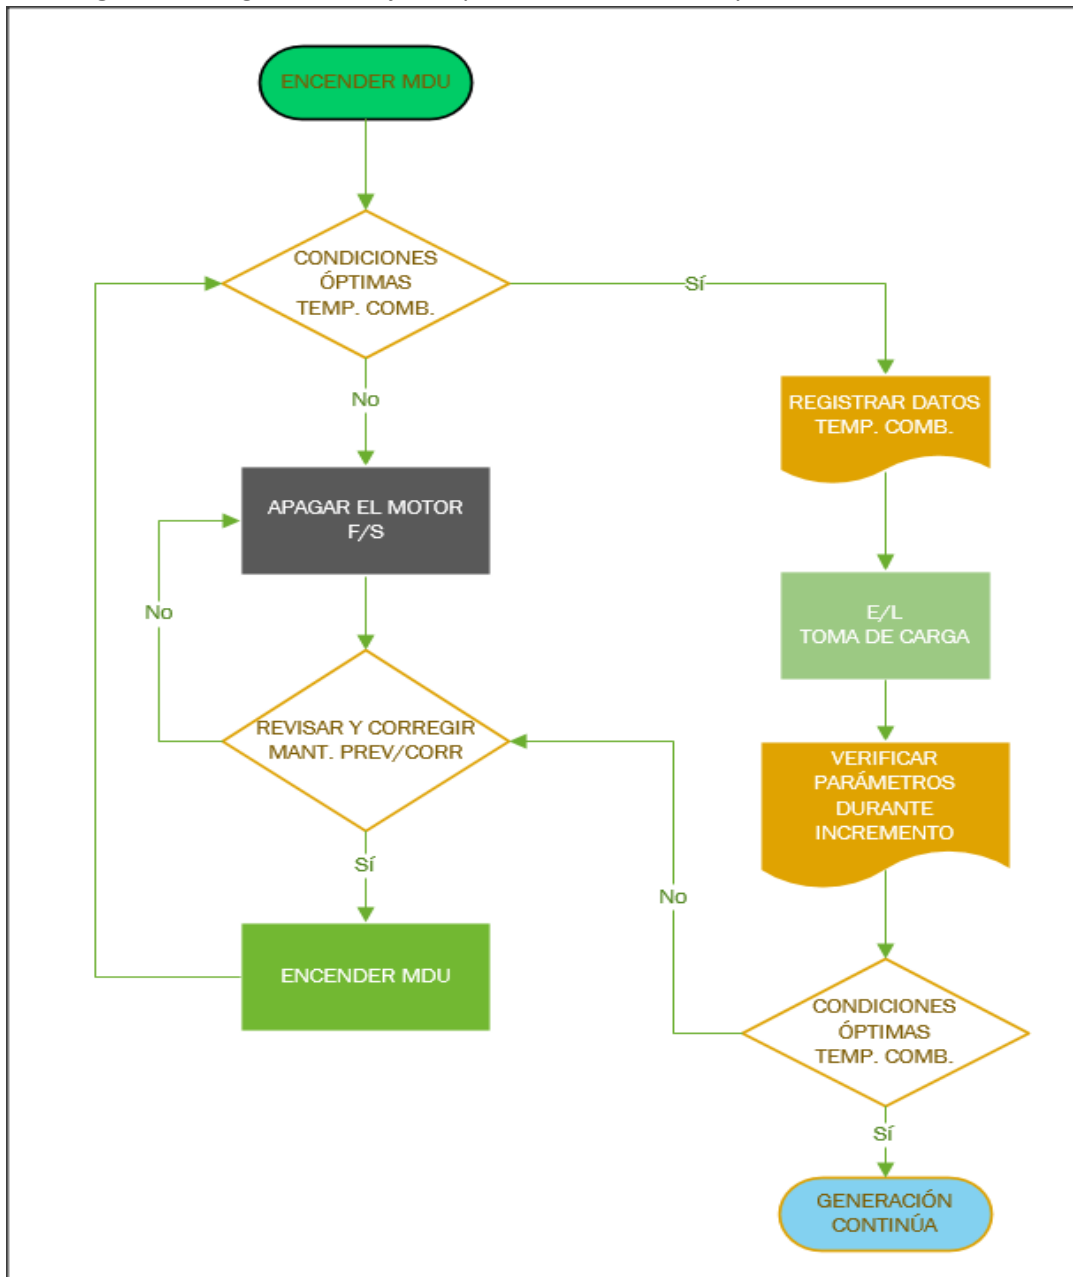 ENCENDER MDU
CONDICIONES
ÓPTIMAS
TEMP. COMB.
Sí
No
REGISTRAR DATOS
TEMP. COMB.
APAGAR EL MOTOR
F/S
E/L
TOMA DE CARGA
No
REVISAR Y CORREGIR
MANT. PREV/CORR
VERIFICAR
PARÁMETROS
DURANTE
INCREMENTO
Sí
No
ENCENDER MDU
CONDICIONES
ÓPTIMAS
TEMP. COMB.
Sí
GENERACIÓN
CONTINÚA